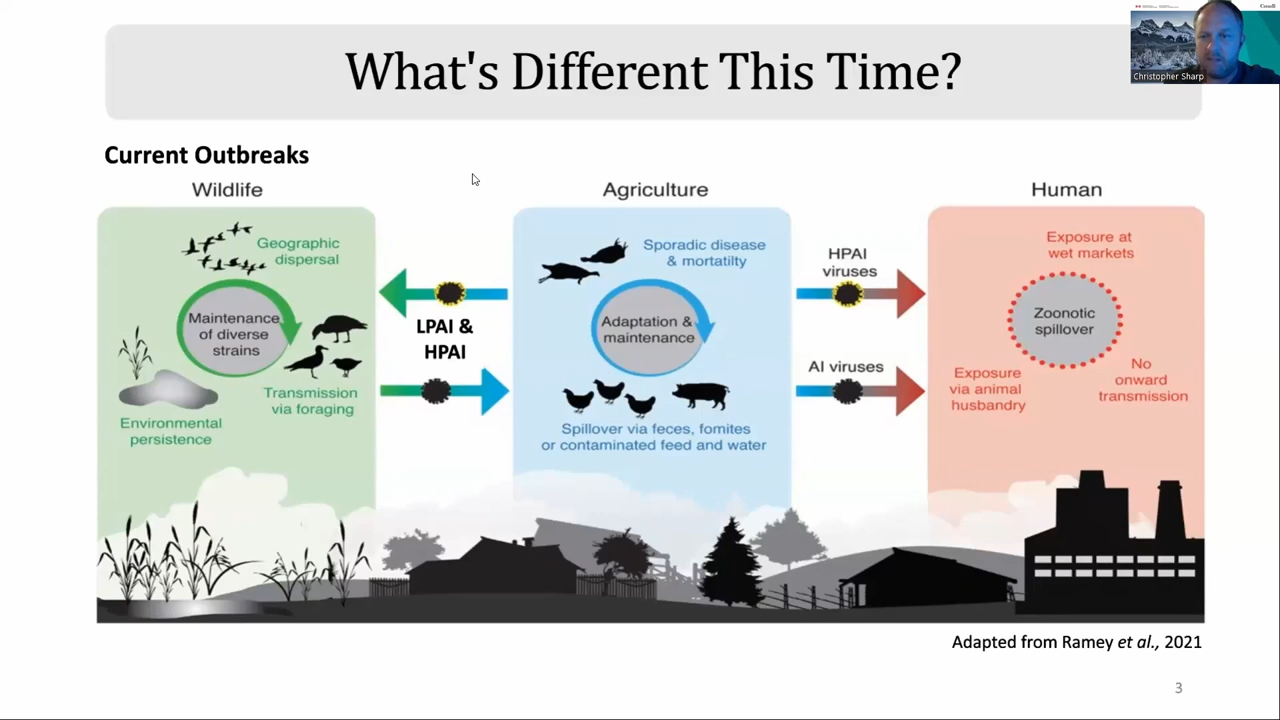 Canada
What's Different This Time?
Christopher Sharp
Current Outbreaks
Wildlife
Agriculture
Human
Geographic
dispersal
Maintenance
of diverse
strains
Transmission
via foraging
Environmental
persistence
LPAI &
HPAI
Sporadic disease
& mortatilty
Adaptation &
maintenance
Spillover via feces, fomites
or contaminated feed and water
HPAI
viruses
AI viruses
Exposure at
wet markets
Zoonotic
spillover
Exposure
via animal
husbandry
No
onward
transmission
Adapted from Ramey et al., 2021
3